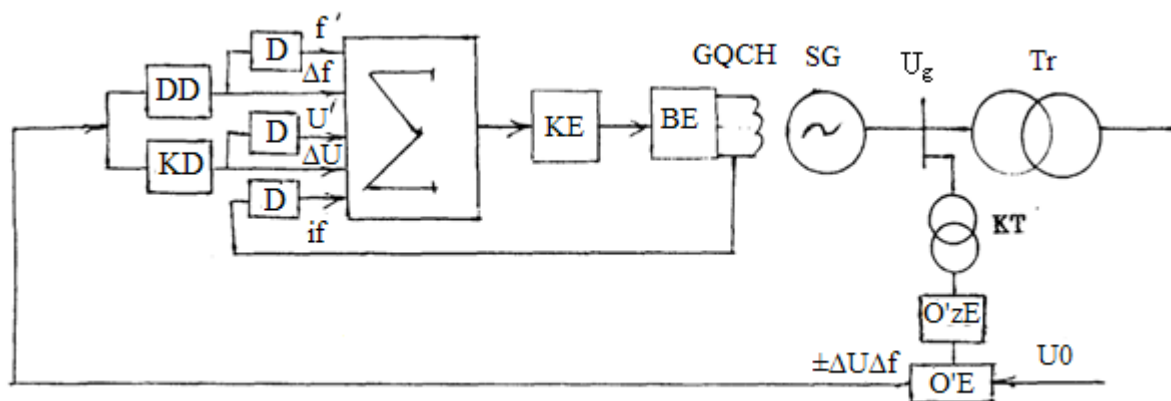 f'
D
Δf
GQCH
SG
Ug
Tr
DD
U'
D
KE
BE
ΔU
KD
D
if
KT
O'zE
±ΔUΔf
O'E
U0